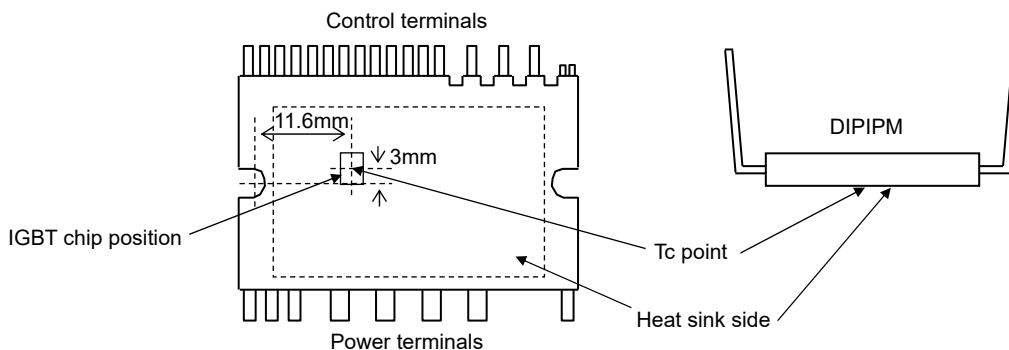 Control terminals
11.6mm
DIPIPM
3mm
IGBT chip position
Tc point
Heat sink side
Power terminals